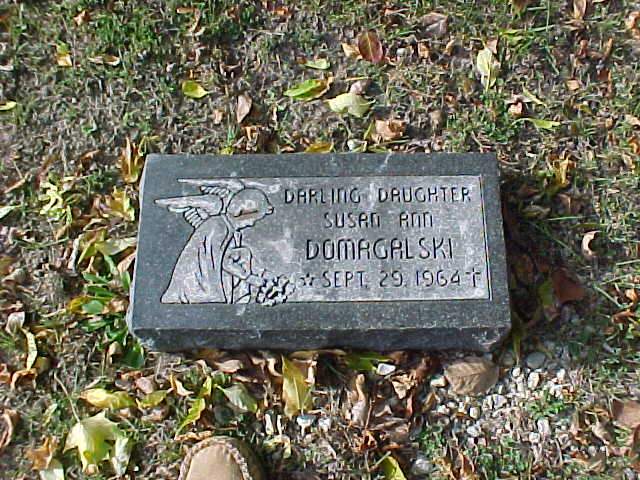 DARLING DAUGHTER
SUSAN ANN
DOMAGALSKI
☆ SEPT. 29, 1964 ✝